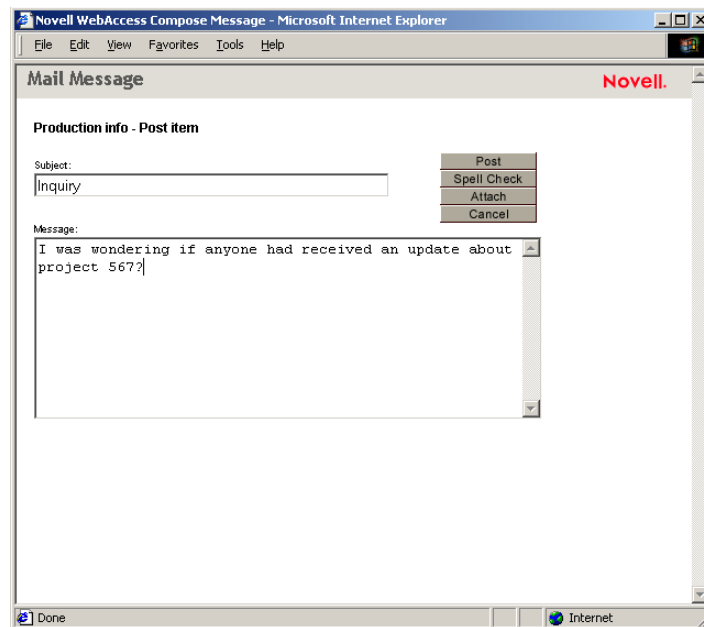 Novell WebAccess Compose Message - Microsoft Internet Explorer
File Edit View Favorites Tools Help
Mail Message
Novell.
Production info - Post item
Subject:
Inquiry
Post
Spell Check
Attach
Cancel
Message:
I was wondering if anyone had received an update about
project 567?
Done
Internet